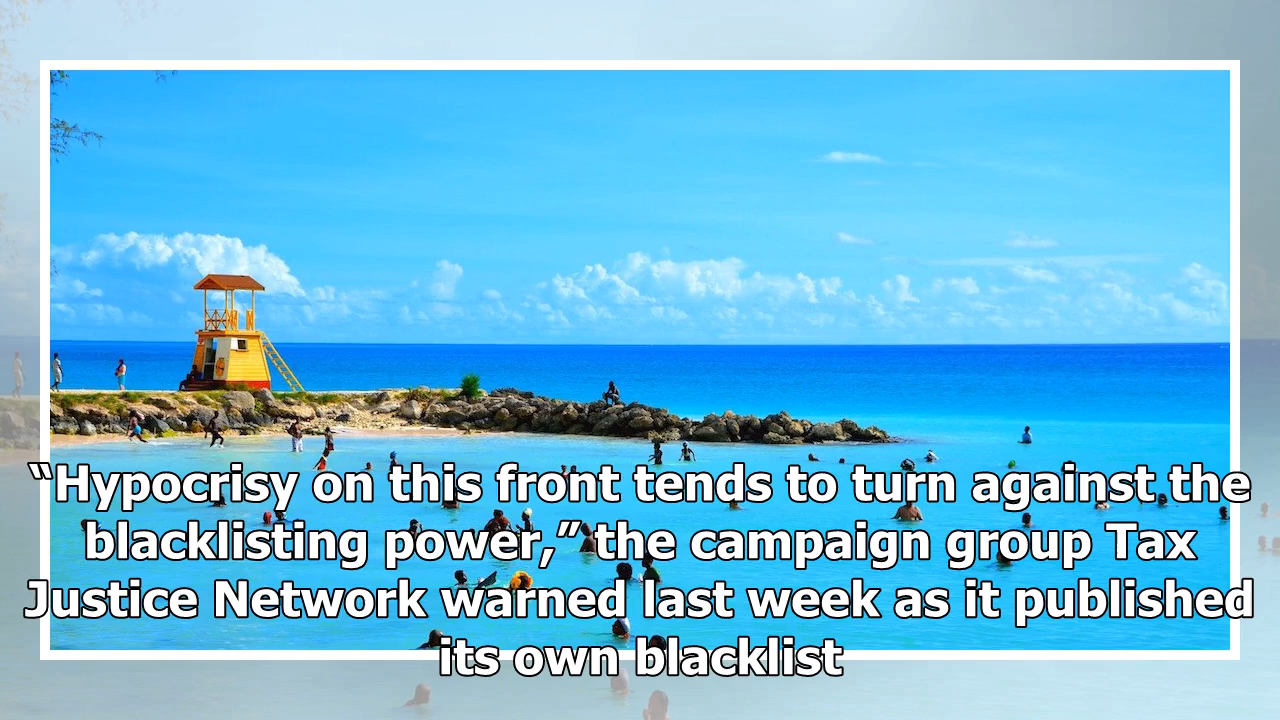 “Hypocrisy on this front tends to turn against the
blacklisting power,” the campaign group Tax
Justice Network warned last week as it published
its own blacklist